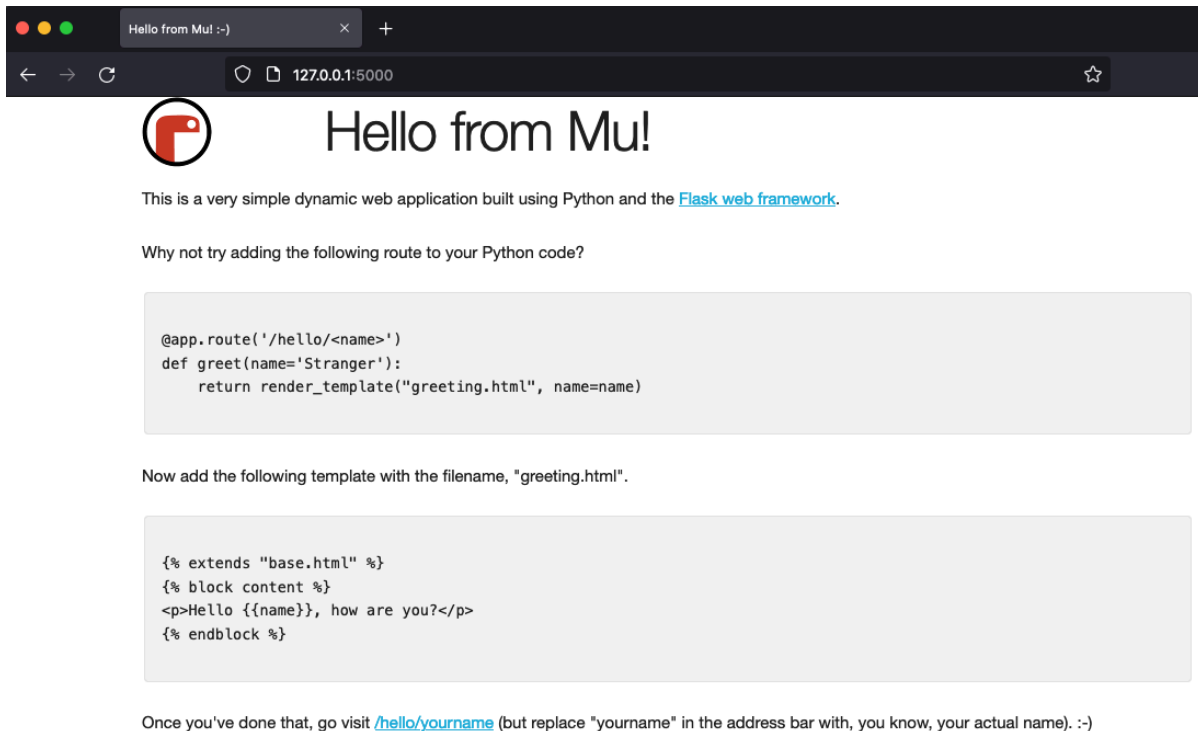 Hello from Mu! :-)
127.0.0.1:5000
Hello from Mu!
This is a very simple dynamic web application built using Python and the Flask web framework.
Why not try adding the following route to your Python code?
@app.route('/hello/<name>')
def greet(name='Stranger'):
    return render_template("greeting.html", name=name)
Now add the following template with the filename, "greeting.html".
{% extends "base.html" %}
{% block content %}
<p>Hello {{name}}, how are you?</p>
{% endblock %}
Once you've done that, go visit /hello/yourname (but replace "yourname" in the address bar with, you know, your actual name). :-)